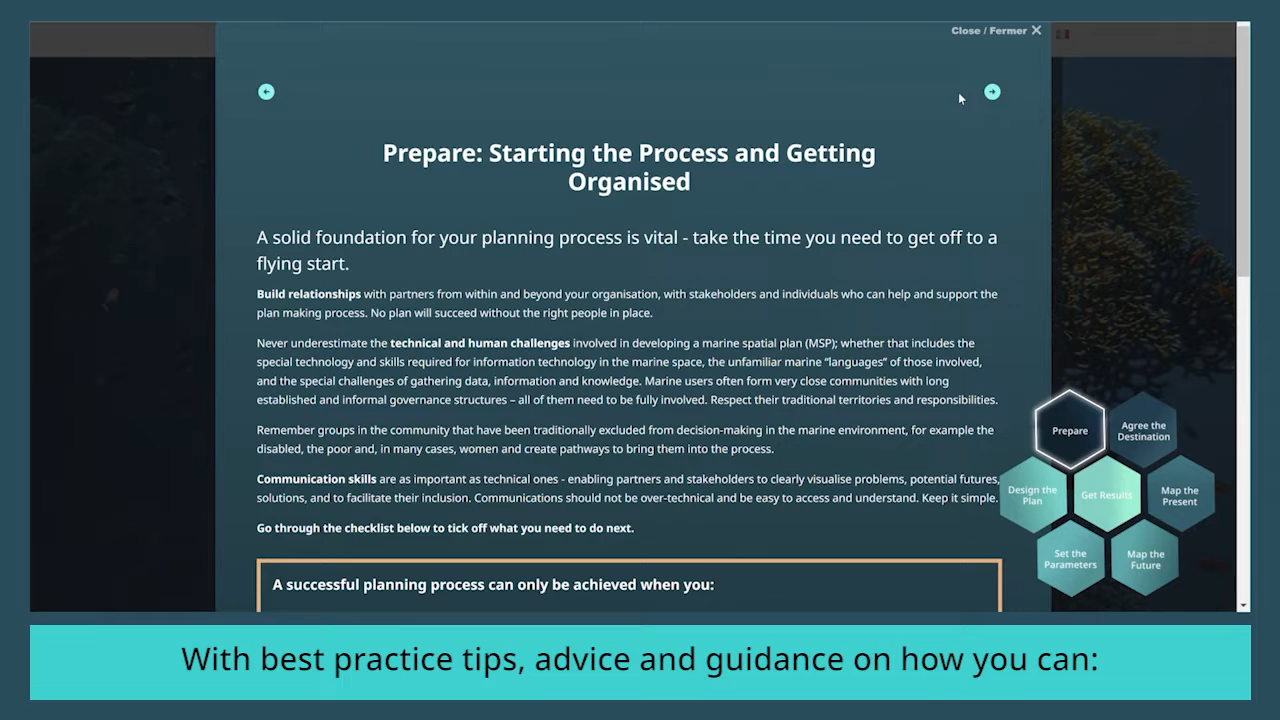 Close / Fermer ✕
Prepare: Starting the Process and Getting
Organised
A solid foundation for your planning process is vital - take the time you need to get off to a
flying start.
Build relationships with partners from within and beyond your organisation, with stakeholders and individuals who can help and support the
plan making process. No plan will succeed without the right people in place.
Never underestimate the technical and human challenges involved in developing a marine spatial plan (MSP); whether that includes the
special technology and skills required for information technology in the marine space, the unfamiliar marine “languages” of those involved,
and the special challenges of gathering data, information and knowledge. Marine users often form very close communities with long
established and informal governance structures – all of them need to be fully involved. Respect their traditional territories and responsibilities.
Remember groups in the community that have been traditionally excluded from decision-making in the marine environment, for example the
disabled, the poor and, in many cases, women and create pathways to bring them into the process.
Communication skills are as important as technical ones - enabling partners and stakeholders to clearly visualise problems, potential futures,
solutions, and to facilitate their inclusion. Communications should not be over-technical and be easy to access and understand. Keep it simple.
Go through the checklist below to tick off what you need to do next.
A successful planning process can only be achieved when you:
Prepare
Agree the
Destination
Design the
Plan
Get Results
Map the
Present
Set the
Parameters
Map the
Future
With best practice tips, advice and guidance on how you can: